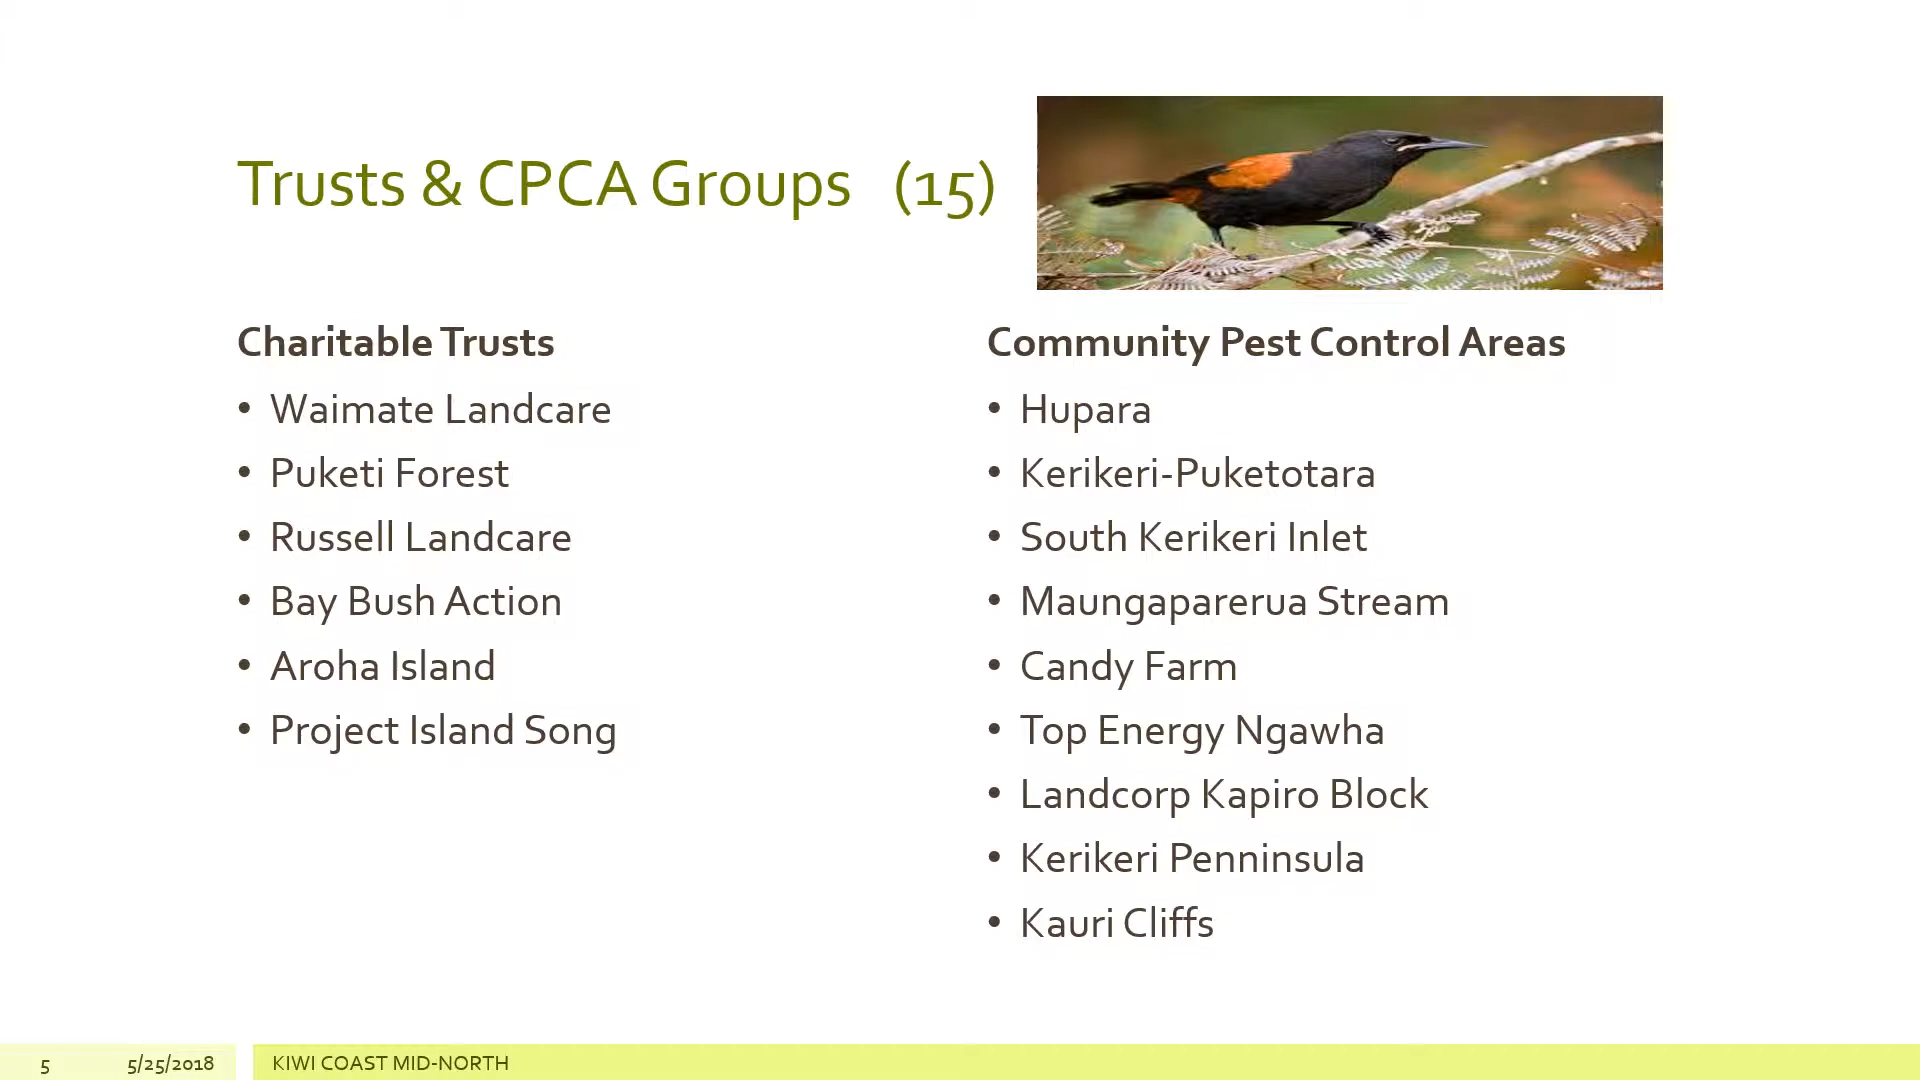 Trusts & CPCA Groups (15)
Charitable Trusts
• Waimate Landcare
• Puketi Forest
• Russell Landcare
• Bay Bush Action
• Aroha Island
• Project Island Song
Community Pest Control Areas
• Hupara
• Kerikeri-Puketotara
• South Kerikeri Inlet
• Maungaparerua Stream
• Candy Farm
• Top Energy Ngawha
• Landcorp Kapiro Block
• Kerikeri Penninsula
• Kauri Cliffs
5 5/25/2018 KIWI COAST MID-NORTH